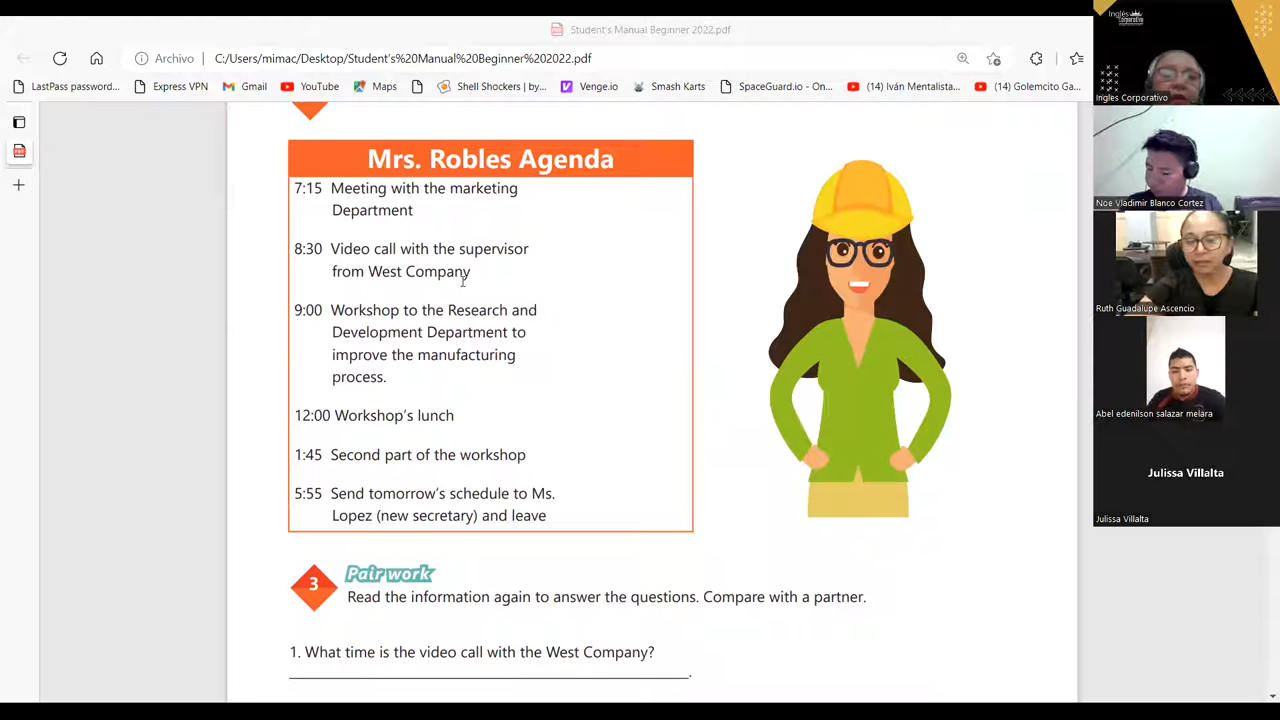 Student's Manual Beginner 2022.pdf
Archivo
C:/Users/mimac/Desktop/Student's%20Manual%20Beginner%202022.pdf
LastPass password...
Express VPN
Gmail
YouTube
Maps
Shell Shockers | by...
Venge.io
Smash Karts
SpaceGuard.io - On...
(14) Iván Mentalista...
(14) Golemcito Ga...
Mrs. Robles Agenda
7:15 Meeting with the marketing
Department
8:30 Video call with the supervisor
from West Company
9:00 Workshop to the Research and
Development Department to
improve the manufacturing
process.
12:00 Workshop's lunch
1:45 Second part of the workshop
5:55 Send tomorrow's schedule to Ms.
Lopez (new secretary) and leave
3
Pair work
Read the information again to answer the questions. Compare with a partner.
1. What time is the video call with the West Company?
Inglés
Corporativo
Ingles Corporativo
Noe Vladimir Blanco Cortez
Ruth Guadalupe Ascencio
Abel edenilson salazar melara
Julissa Villalta
Julissa Villalta